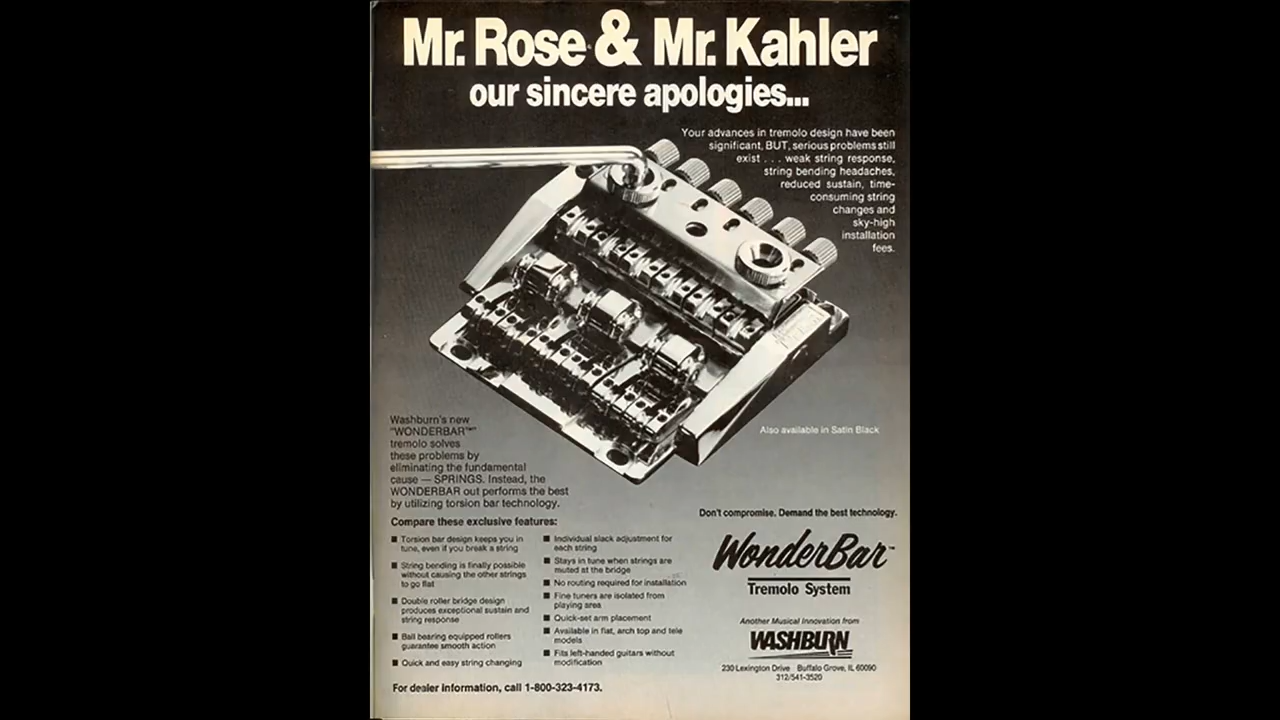 Mr. Rose & Mr. Kahler
our sincere apologies...
Your advances in tremolo design have been
significant, BUT, serious problems still
exist . . . weak string response,
string bending headaches,
reduced sustain, time-
consuming string
changes and
sky-high
installation
fees.
Also available in Satin Black
Washburn's new
"WONDERBAR™"
tremolo solves
these problems by
eliminating the fundamental
cause — SPRINGS. Instead, the
WONDERBAR out performs the best
by utilizing torsion bar technology.
Compare these exclusive features:
■ Torsion bar design keeps you in
tune, even if you break a string
■ String bending is finally possible
without causing the other strings
to go flat
■ Double roller bridge design
produces exceptional sustain and
string response
■ Ball bearing equipped rollers
guarantee smooth action
■ Quick and easy string changing
■ Individual slack adjustment for
each string
■ Stays in tune when strings are
muted at the bridge
■ No routing required for installation
■ Fine tuners are isolated from
playing area
■ Quick-set arm placement
■ Available in flat, arch top and tele
models
■ Fits left-handed guitars without
modification
For dealer information, call 1-800-323-4173.
Don't compromise. Demand the best technology.
WonderBar™
Tremolo System
Another Musical Innovation from
WASHBURN
230 Lexington Drive Buffalo Grove, IL 60090
312/541-3520